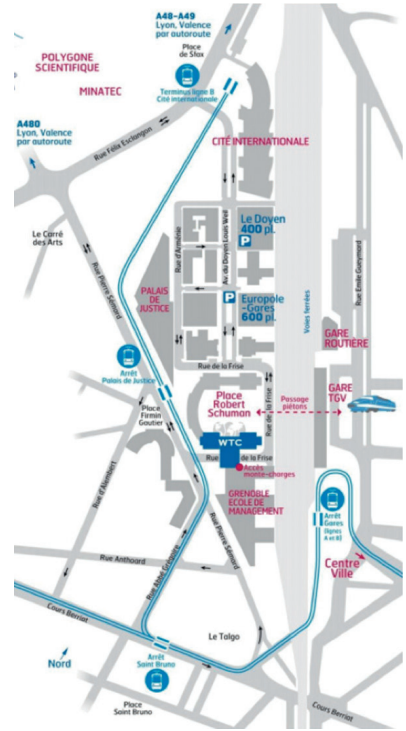 A48-A49
Lyon, Valence
par autoroute
Place
de Sfax
POLYGONE
SCIENTIFIQUE
MINATEC
Terminus ligne B
Cité internationale
A480
Lyon, Valence
par autoroute
Rue Félix Esclangon
CITÉ INTERNATIONALE
Le Carré
des Arts
Rue Pierre Sémard
Rue d'Arménie
Av. du Doyen Louis Weil
Le Doyen
400 pl.
P
Rue Emile Gueymard
PALAIS
DE
JUSTICE
P
Europole
-Gares
600 pl.
Voies ferrées
GARE
ROUTIÈRE
Arrêt
Palais de Justice
Rue de la Frise
GARE
TGV
Place
Robert
Schuman
Rue de la Frise
Passage
piétons
Place
Firmin
Gautier
WTC
Rue de la Frise
Accès
monte-charges
Rue d'Alembert
GRENOBLE
ECOLE DE
MANAGEMENT
Arrêt
Gares
(lignes
A et B)
Rue Pierre Sémard
Rue Anthoard
Rue Abbé Grégoire
Centre
Ville
Cours Berriat
Le Talgo
Nord
Arrêt
Saint Bruno
Place
Saint Bruno
Cours Berriat